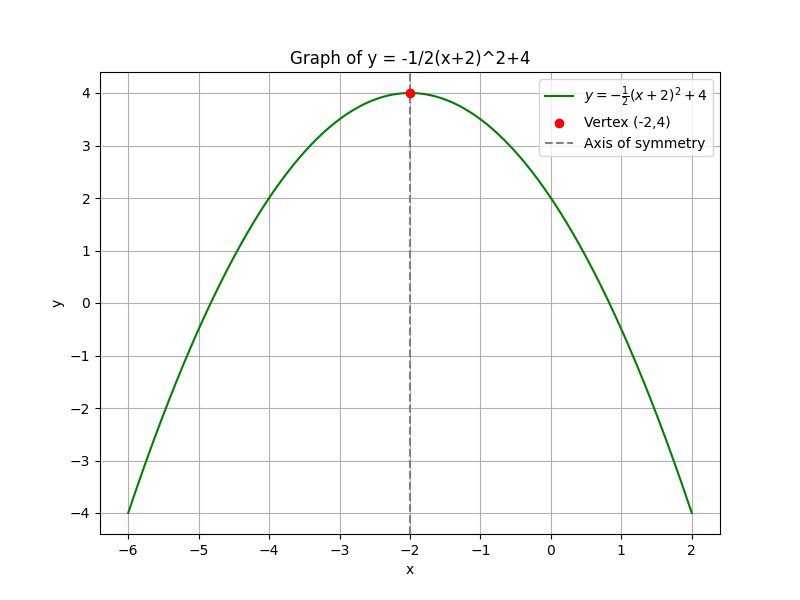 Graph of y = -1/2(x+2)^2+4
y = −1/2(x + 2)² + 4
Vertex (-2,4)
Axis of symmetry
4
3
2
1
0
−1
−2
−3
−4
y
−6 −5 −4 −3 −2 −1 0 1 2
x